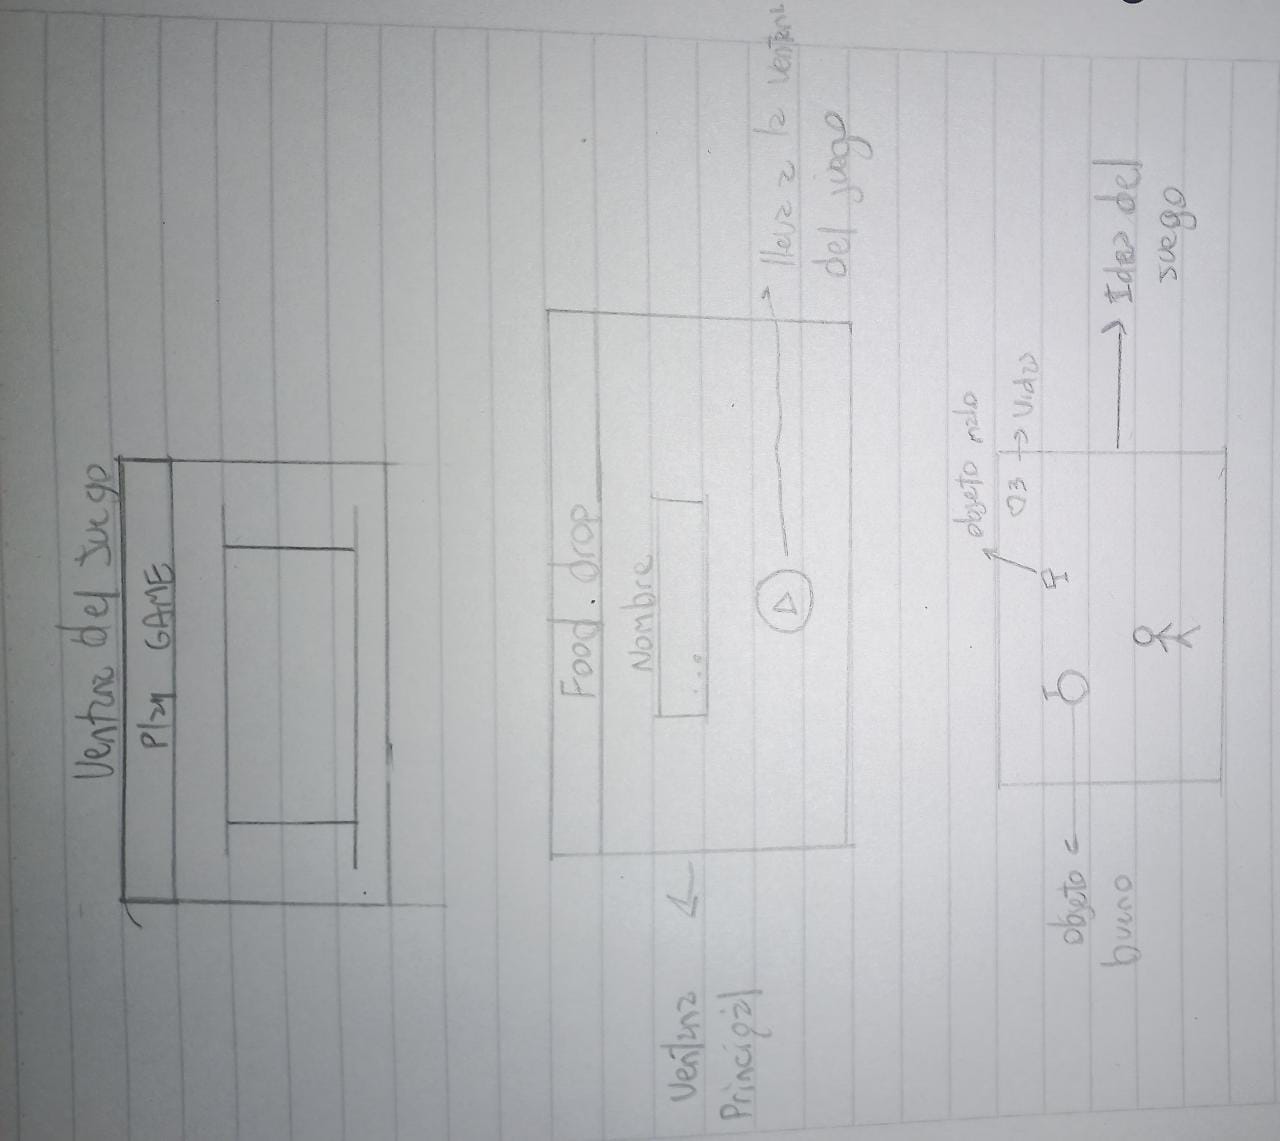 Ventana del Juego
Play GAME
Food. drop
Nombre
...
Ventana
Principal
lleva a la ventana
del juego
objeto malo
03 → Vidas
objeto
bueno
Idea del
juego